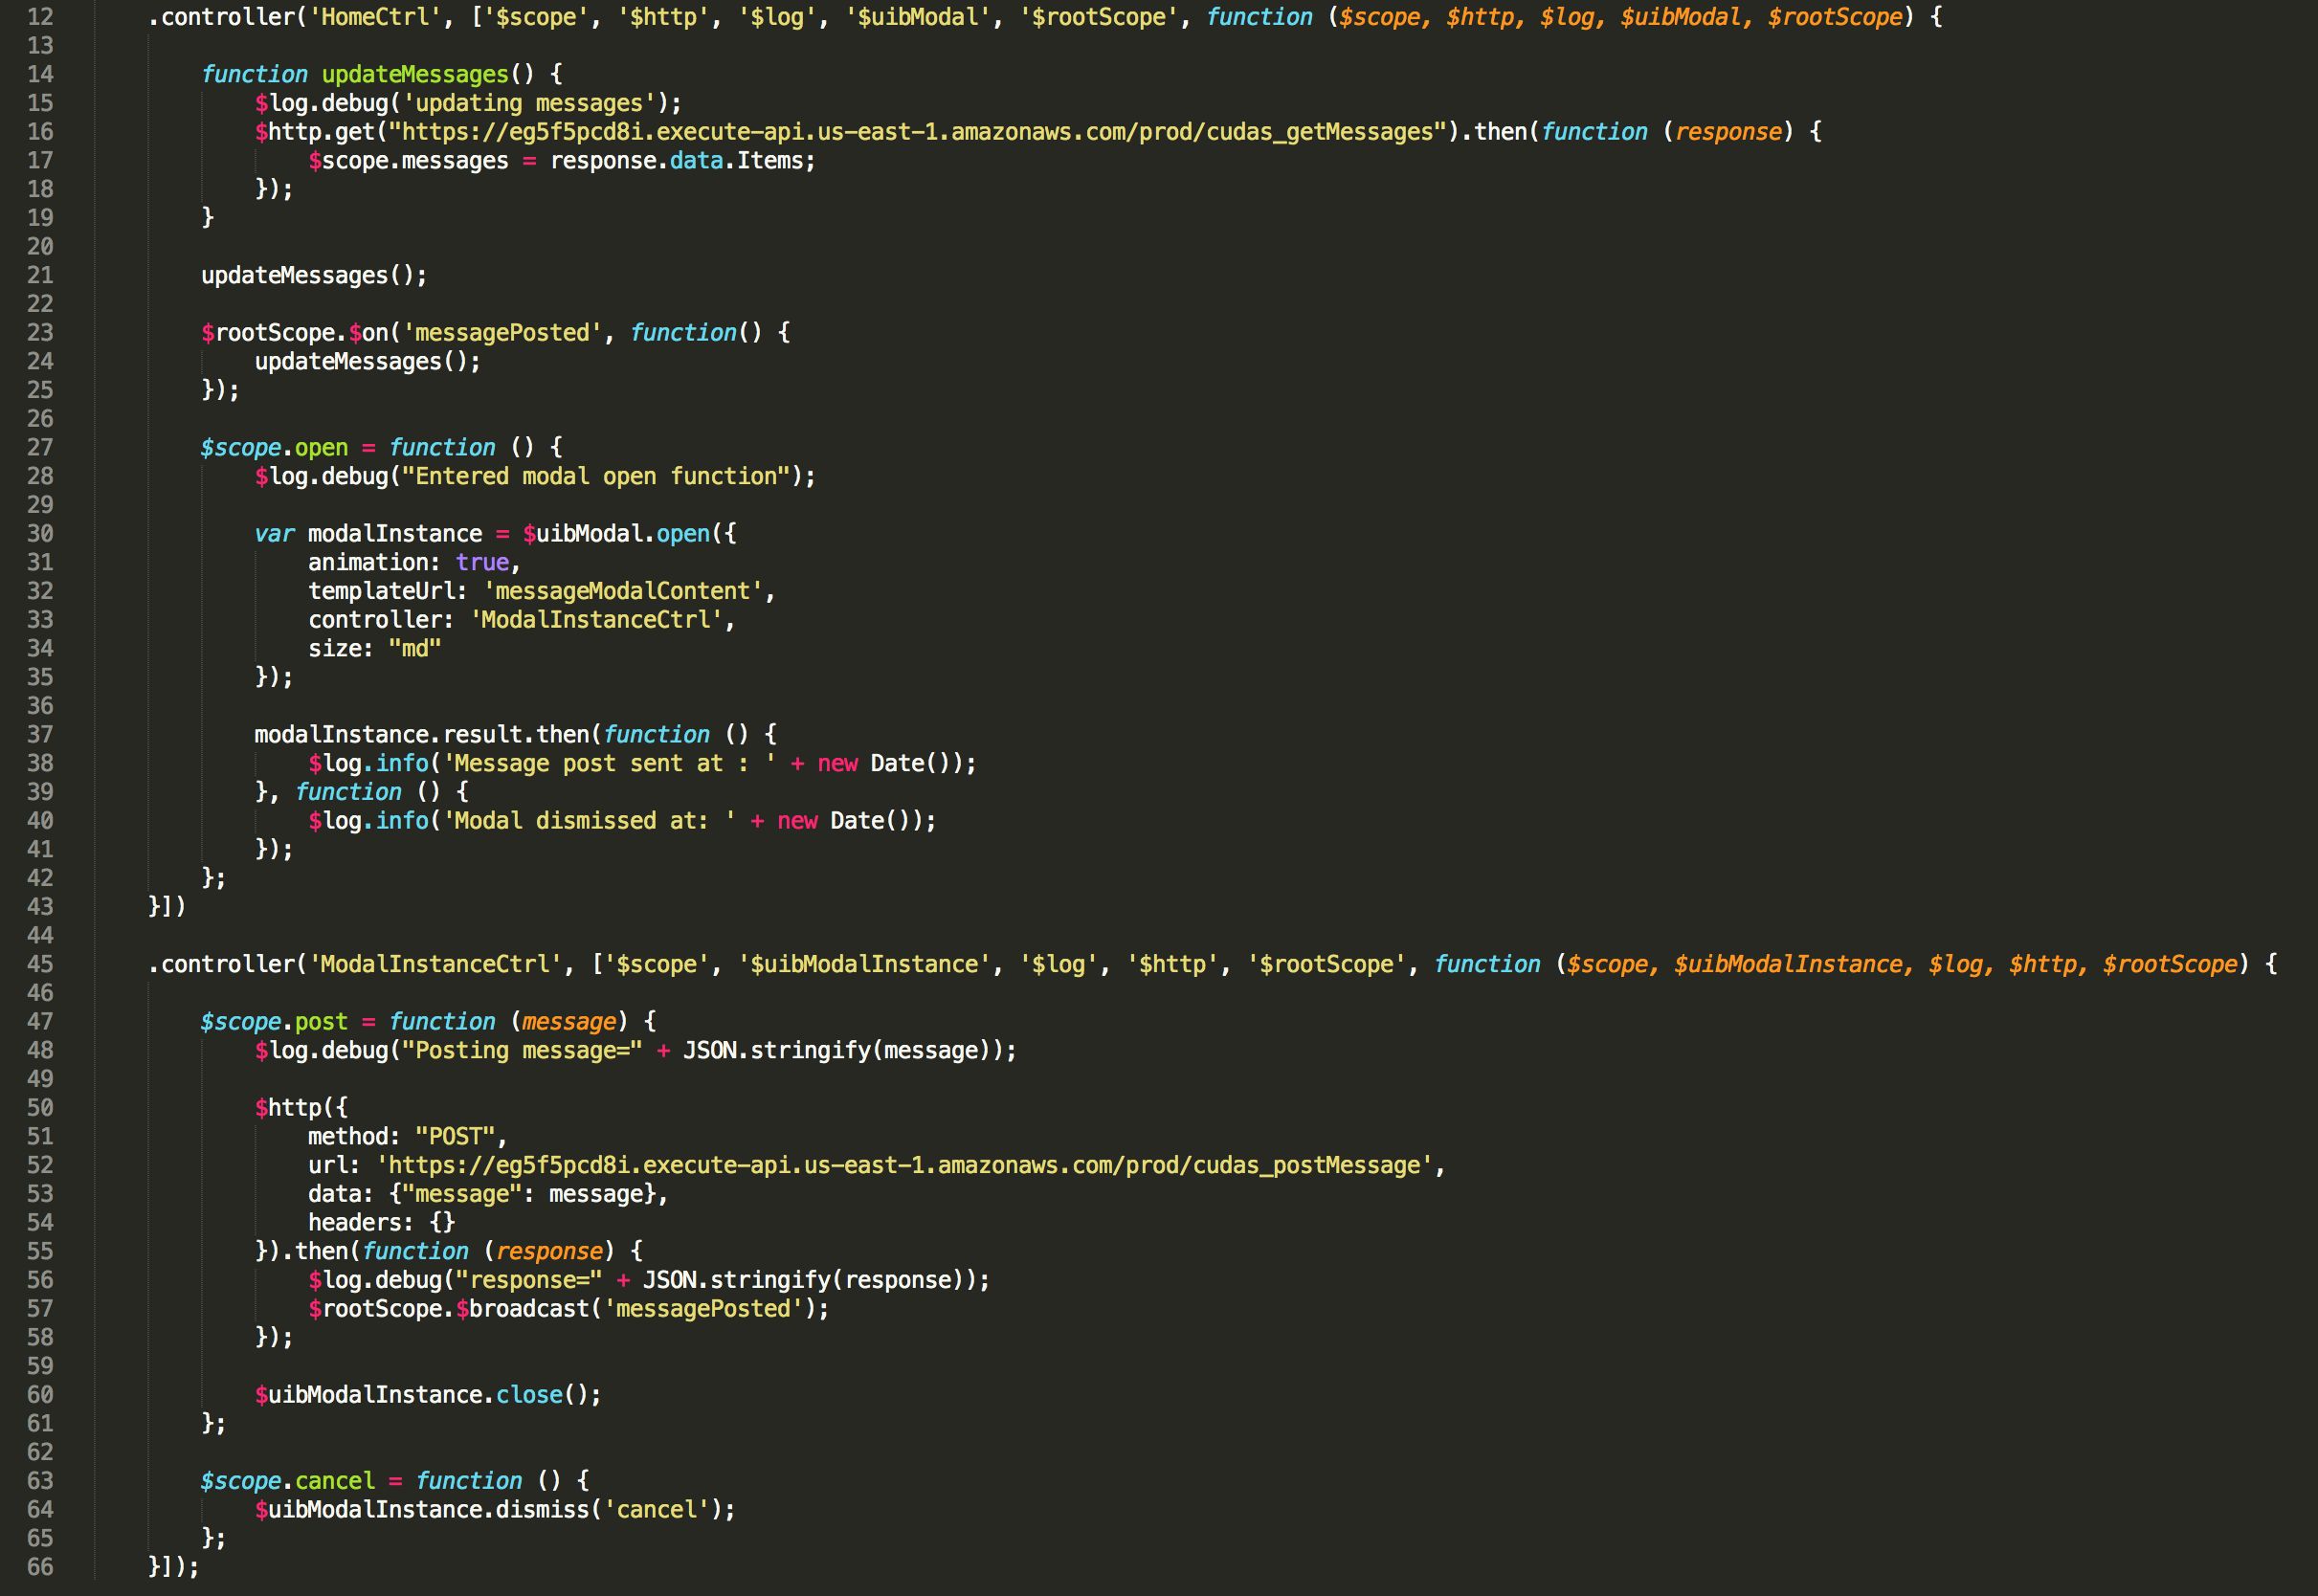 12 .controller('HomeCtrl', ['$scope', '$http', '$log', '$uibModal', '$rootScope', function ($scope, $http, $log, $uibModal, $rootScope) {
13
14 function updateMessages() {
15 $log.debug('updating messages');
16 $http.get("https://eg5f5pcd8i.execute-api.us-east-1.amazonaws.com/prod/cudas_getMessages").then(function (response) {
17 $scope.messages = response.data.Items;
18 });
19 }
20
21 updateMessages();
22
23 $rootScope.$on('messagePosted', function() {
24 updateMessages();
25 });
26
27 $scope.open = function () {
28 $log.debug("Entered modal open function");
29
30 var modalInstance = $uibModal.open({
31 animation: true,
32 templateUrl: 'messageModalContent',
33 controller: 'ModalInstanceCtrl',
34 size: "md"
35 });
36
37 modalInstance.result.then(function () {
38 $log.info('Message post sent at : ' + new Date());
39 }, function () {
40 $log.info('Modal dismissed at: ' + new Date());
41 });
42 };
43 }])
44
45 .controller('ModalInstanceCtrl', ['$scope', '$uibModalInstance', '$log', '$http', '$rootScope', function ($scope, $uibModalInstance, $log, $http, $rootScope) {
46
47 $scope.post = function (message) {
48 $log.debug("Posting message=" + JSON.stringify(message));
49
50 $http({
51 method: "POST",
52 url: 'https://eg5f5pcd8i.execute-api.us-east-1.amazonaws.com/prod/cudas_postMessage',
53 data: {"message": message},
54 headers: {}
55 }).then(function (response) {
56 $log.debug("response=" + JSON.stringify(response));
57 $rootScope.$broadcast('messagePosted');
58 });
59
60 $uibModalInstance.close();
61 };
62
63 $scope.cancel = function () {
64 $uibModalInstance.dismiss('cancel');
65 };
66 }]);